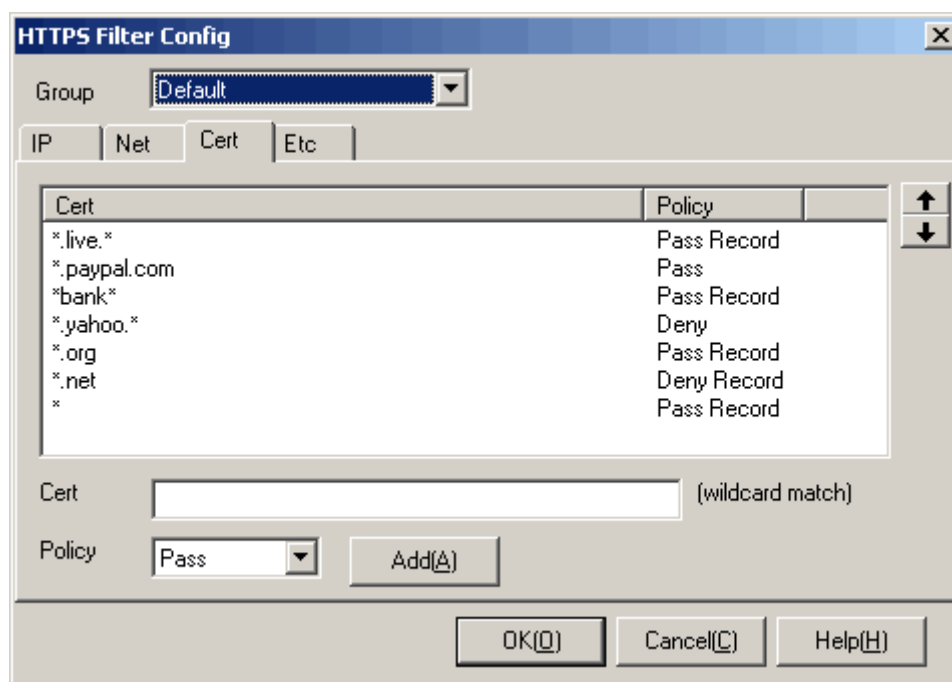 HTTPS Filter Config
Group Default
IP Net Cert Etc
Cert Policy
*.live.* Pass Record
*.paypal.com Pass
*bank* Pass Record
*.yahoo.* Deny
*.org Pass Record
*.net Deny Record
* Pass Record
Cert (wildcard match)
Policy Pass Add(A)
OK(O) Cancel(C) Help(H)